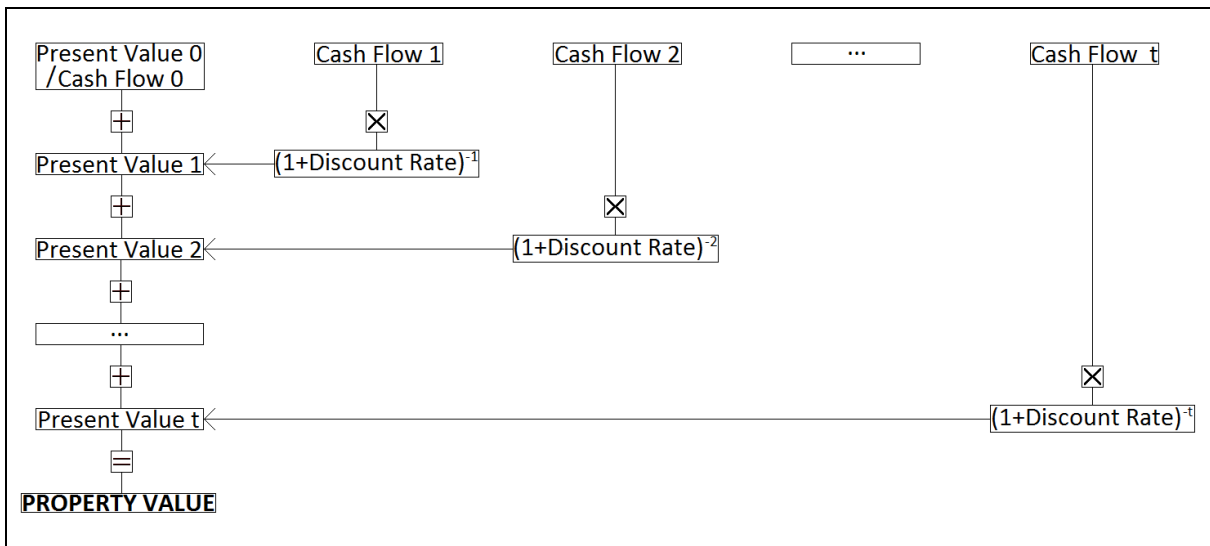 Present Value 0
/Cash Flow 0
Cash Flow 1
Cash Flow 2
...
Cash Flow t
+
×
Present Value 1
(1+Discount Rate)⁻¹
+
×
Present Value 2
(1+Discount Rate)⁻²
+
...
+
×
Present Value t
(1+Discount Rate)⁻ᵗ
=
PROPERTY VALUE